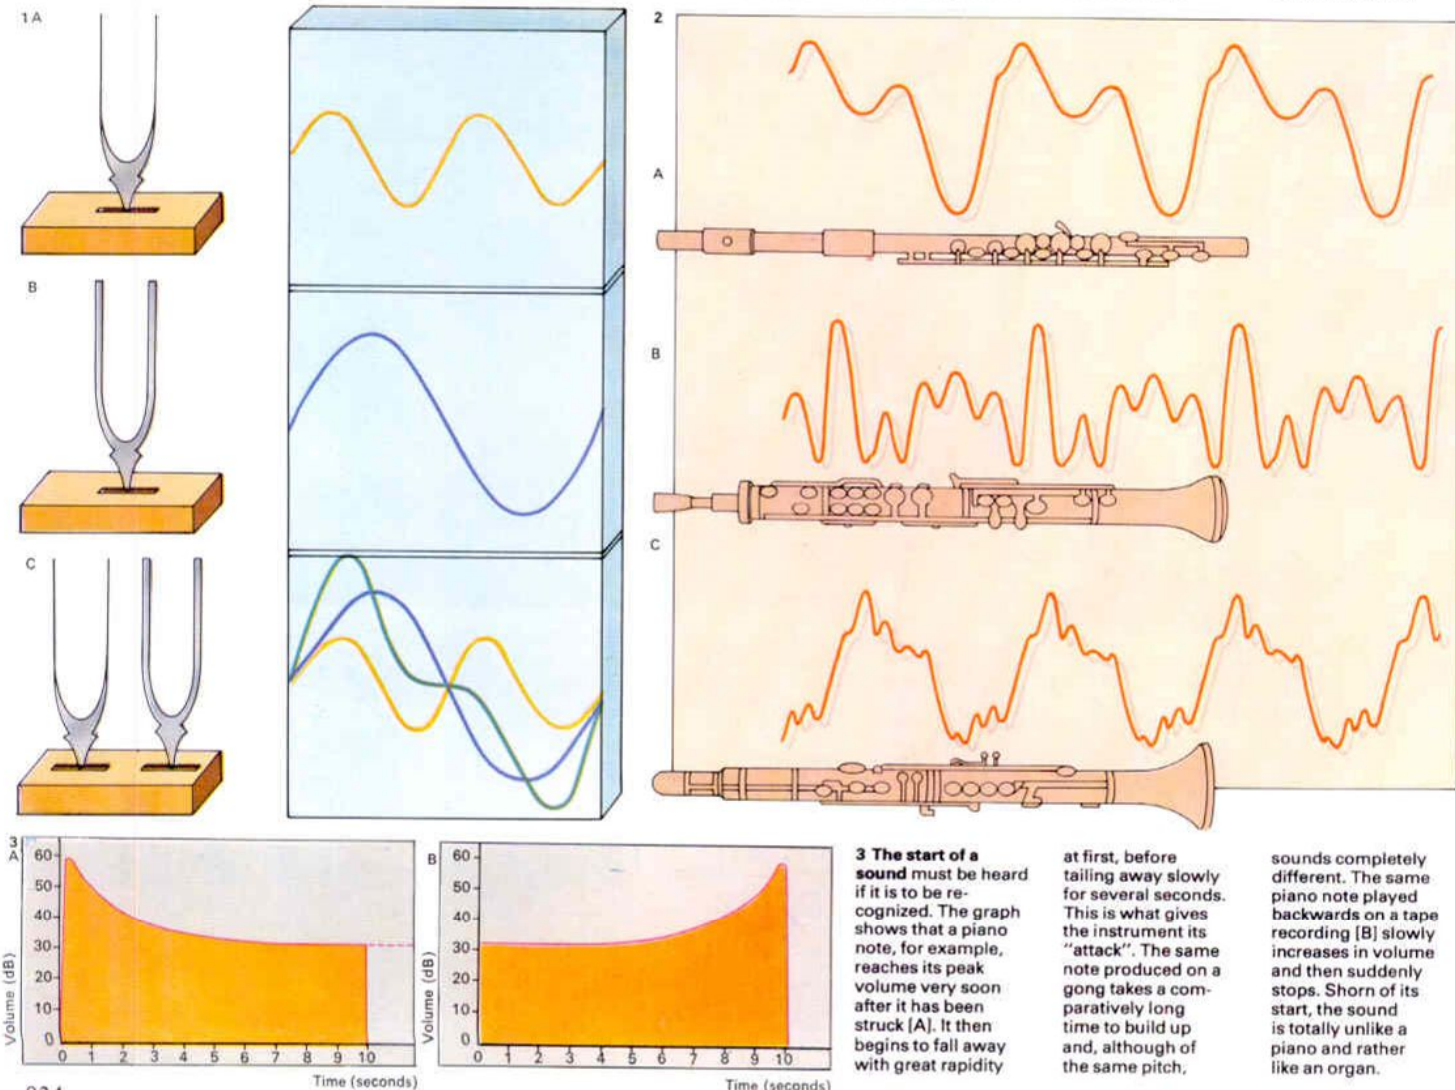 1 A
B
C
2
A
B
C
3
A
60
50
40
30
20
10
0
Volume (dB)
0 1 2 3 4 5 6 7 8 9 10
Time (seconds)
B
60
50
40
30
20
10
0
Volume (dB)
0 1 2 3 4 5 6 7 8 9 10
Time (seconds)
3 The start of a
sound must be heard
if it is to be re-
cognized. The graph
shows that a piano
note, for example,
reaches its peak
volume very soon
after it has been
struck [A]. It then
begins to fall away
with great rapidity
at first, before
tailing away slowly
for several seconds.
This is what gives
the instrument its
"attack". The same
note produced on a
gong takes a com-
paratively long
time to build up
and, although of
the same pitch,
sounds completely
different. The same
piano note played
backwards on a tape
recording [B] slowly
increases in volume
and then suddenly
stops. Shorn of its
start, the sound
is totally unlike a
piano and rather
like an organ.